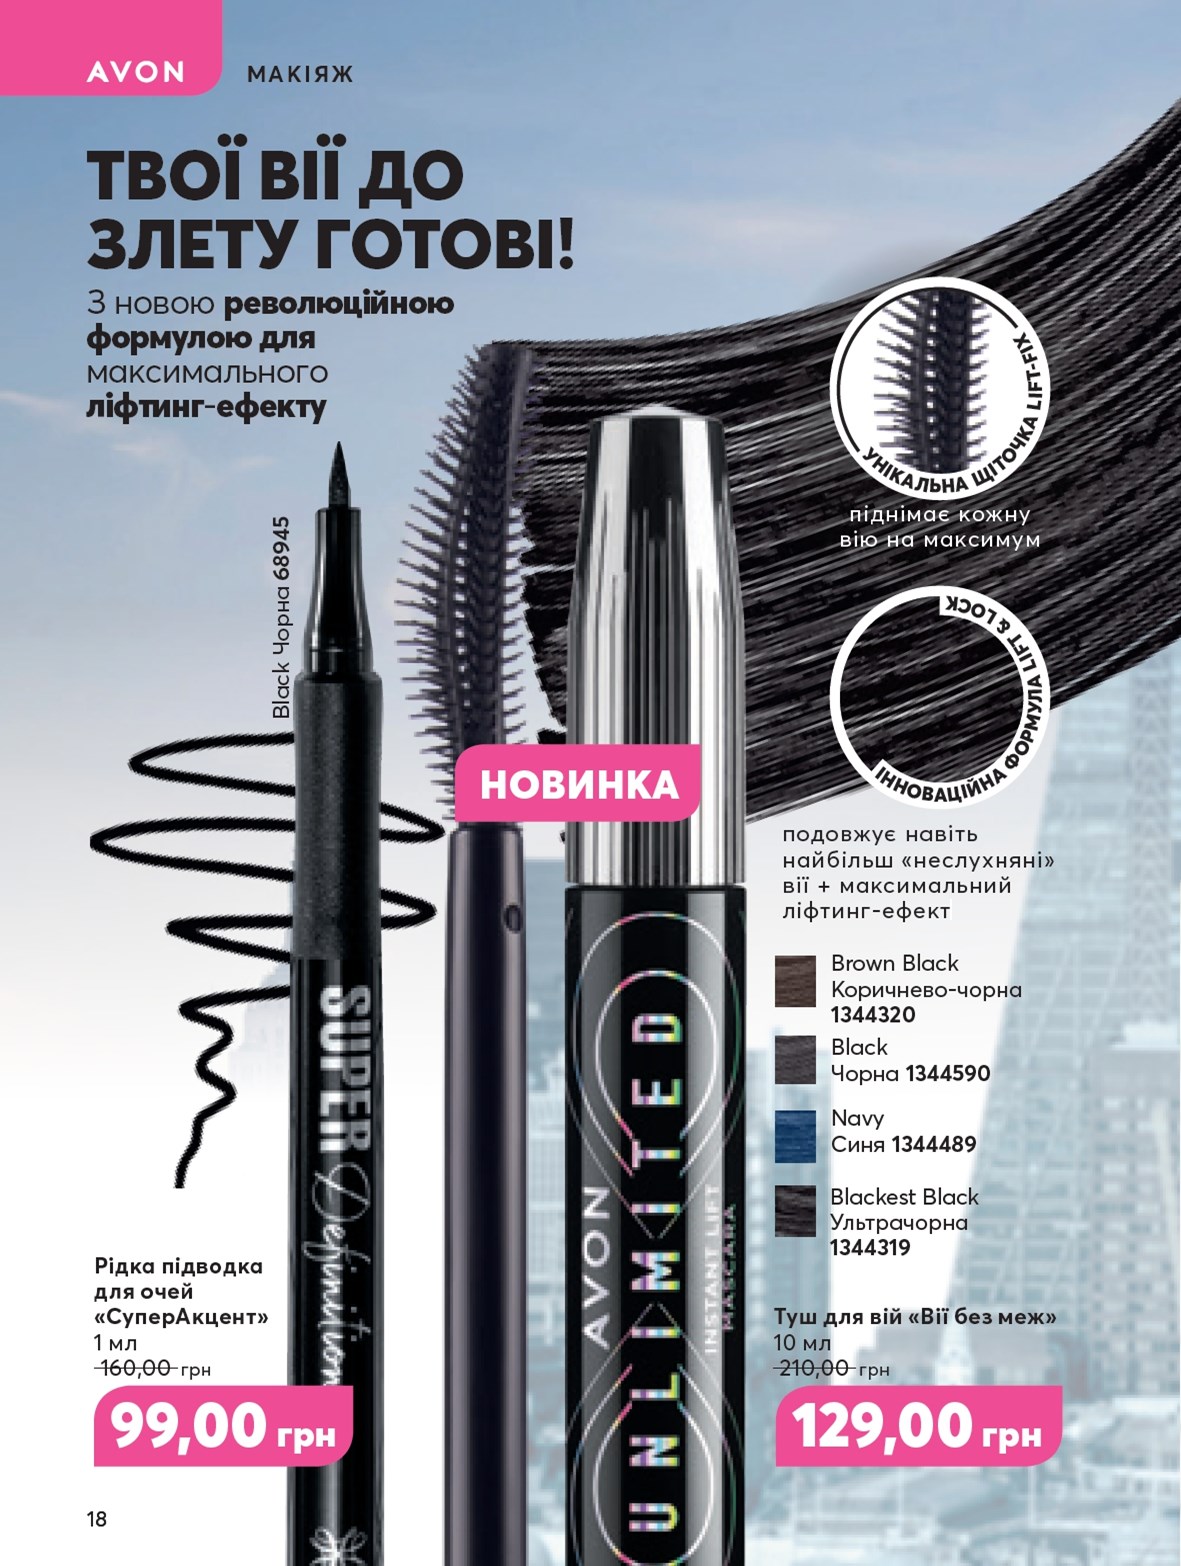 AVON
МАКІЯЖ
ТВОЇ ВІЇ ДО
ЗЛЕТУ ГОТОВІ!
З новою революційною
формулою для
максимального
ліфтинг-ефекту
Black Чорна 68945
УНІКАЛЬНА ЩІТОЧКА LIFT-FIX
піднімає кожну
вію на максимум
ІННОВАЦІЙНА ФОРМУЛА LIFT & LOCK
НОВИНКА
подовжує навіть
найбільш «неслухняні»
вії + максимальний
ліфтинг-ефект
Brown Black
Коричнево-чорна
1344320
Black
Чорна 1344590
Navy
Синя 1344489
Blackest Black
Ультрачорна
1344319
SUPER
Definition
AVON
UNLIMITED
INSTANT LIFT
MASCARA
Рідка підводка
для очей
«СуперАкцент»
1 мл
160,00 грн
99,00 грн
Туш для вій «Вії без меж»
10 мл
210,00 грн
129,00 грн
18